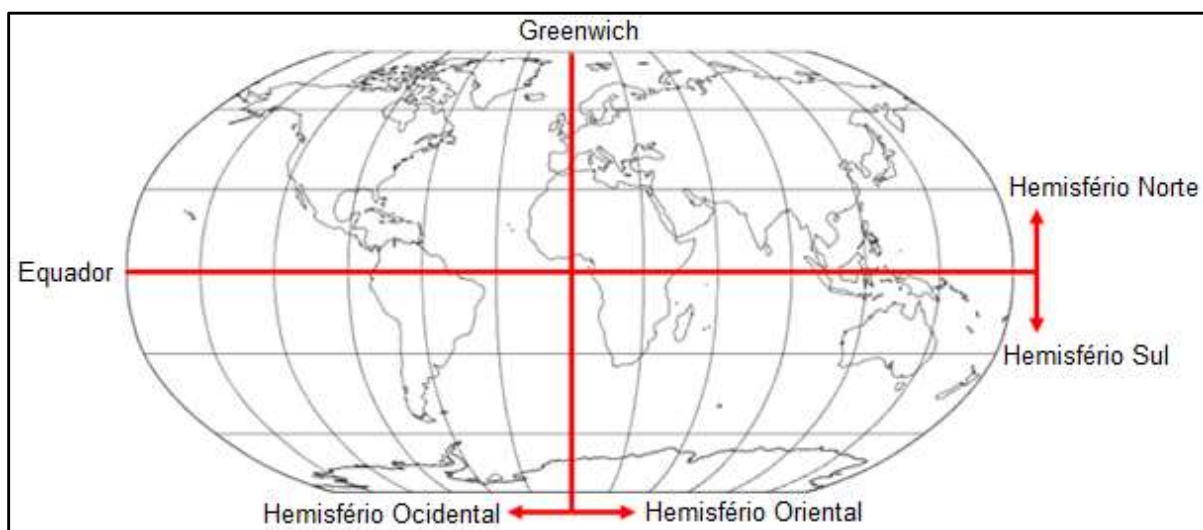 Greenwich
Hemisfério Norte
Equador
Hemisfério Sul
Hemisfério Ocidental
Hemisfério Oriental